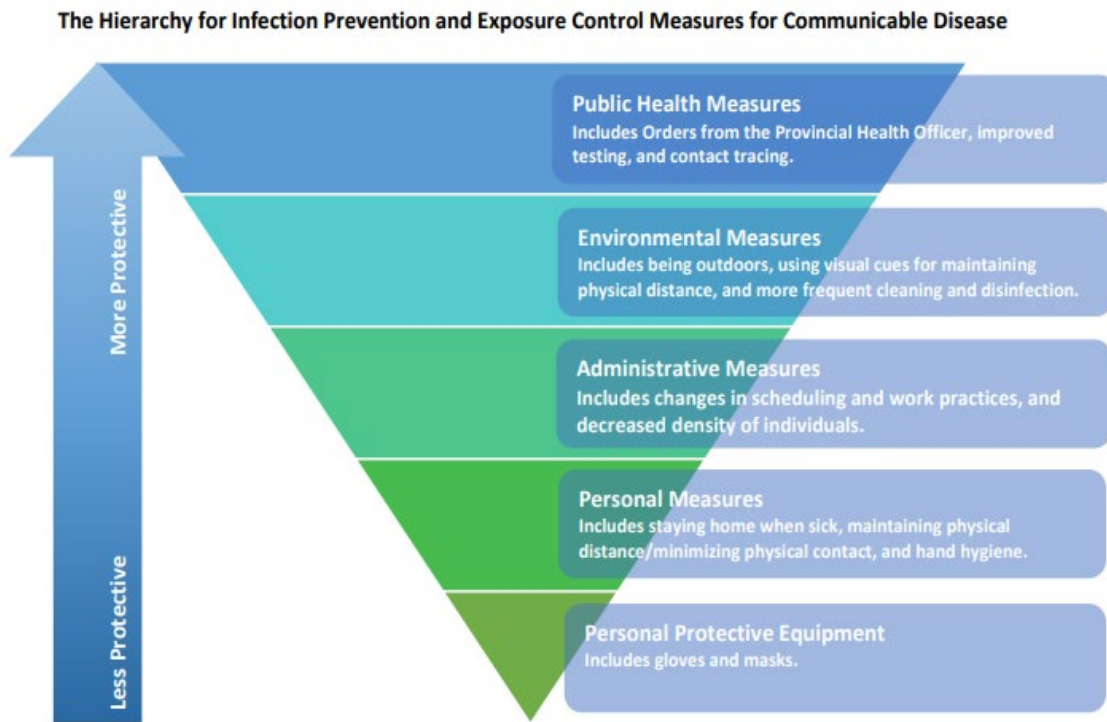 The Hierarchy for Infection Prevention and Exposure Control Measures for Communicable Disease
More Protective
Less Protective
Public Health Measures
Includes Orders from the Provincial Health Officer, improved
testing, and contact tracing.
Environmental Measures
Includes being outdoors, using visual cues for maintaining
physical distance, and more frequent cleaning and disinfection.
Administrative Measures
Includes changes in scheduling and work practices, and
decreased density of individuals.
Personal Measures
Includes staying home when sick, maintaining physical
distance/minimizing physical contact, and hand hygiene.
Personal Protective Equipment
Includes gloves and masks.